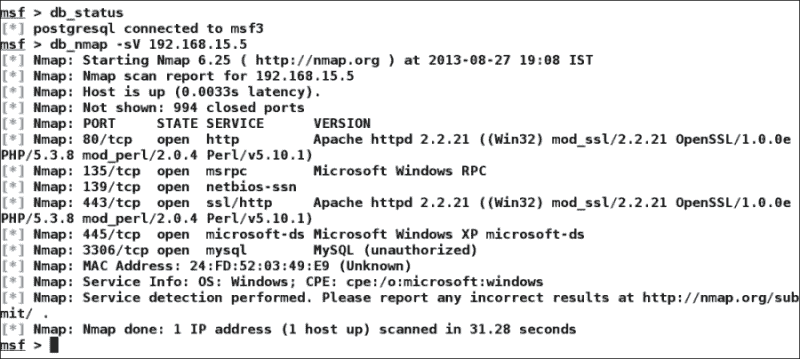 msf > db_status
[*] postgresql connected to msf3
msf > db_nmap -sV 192.168.15.5
[*] Nmap: Starting Nmap 6.25 ( http://nmap.org ) at 2013-08-27 19:08 IST
[*] Nmap: Nmap scan report for 192.168.15.5
[*] Nmap: Host is up (0.0033s latency).
[*] Nmap: Not shown: 994 closed ports
[*] Nmap: PORT     STATE SERVICE      VERSION
[*] Nmap: 80/tcp   open  http         Apache httpd 2.2.21 ((Win32) mod_ssl/2.2.21 OpenSSL/1.0.0e
PHP/5.3.8 mod_perl/2.0.4 Perl/v5.10.1)
[*] Nmap: 135/tcp  open  msrpc        Microsoft Windows RPC
[*] Nmap: 139/tcp  open  netbios-ssn
[*] Nmap: 443/tcp  open  ssl/http     Apache httpd 2.2.21 ((Win32) mod_ssl/2.2.21 OpenSSL/1.0.0e
PHP/5.3.8 mod_perl/2.0.4 Perl/v5.10.1)
[*] Nmap: 445/tcp  open  microsoft-ds Microsoft Windows XP microsoft-ds
[*] Nmap: 3306/tcp open  mysql        MySQL (unauthorized)
[*] Nmap: MAC Address: 24:FD:52:03:49:E9 (Unknown)
[*] Nmap: Service Info: OS: Windows; CPE: cpe:/o:microsoft:windows
[*] Nmap: Service detection performed. Please report any incorrect results at http://nmap.org/sub
mit/ .
[*] Nmap: Nmap done: 1 IP address (1 host up) scanned in 31.28 seconds
msf >